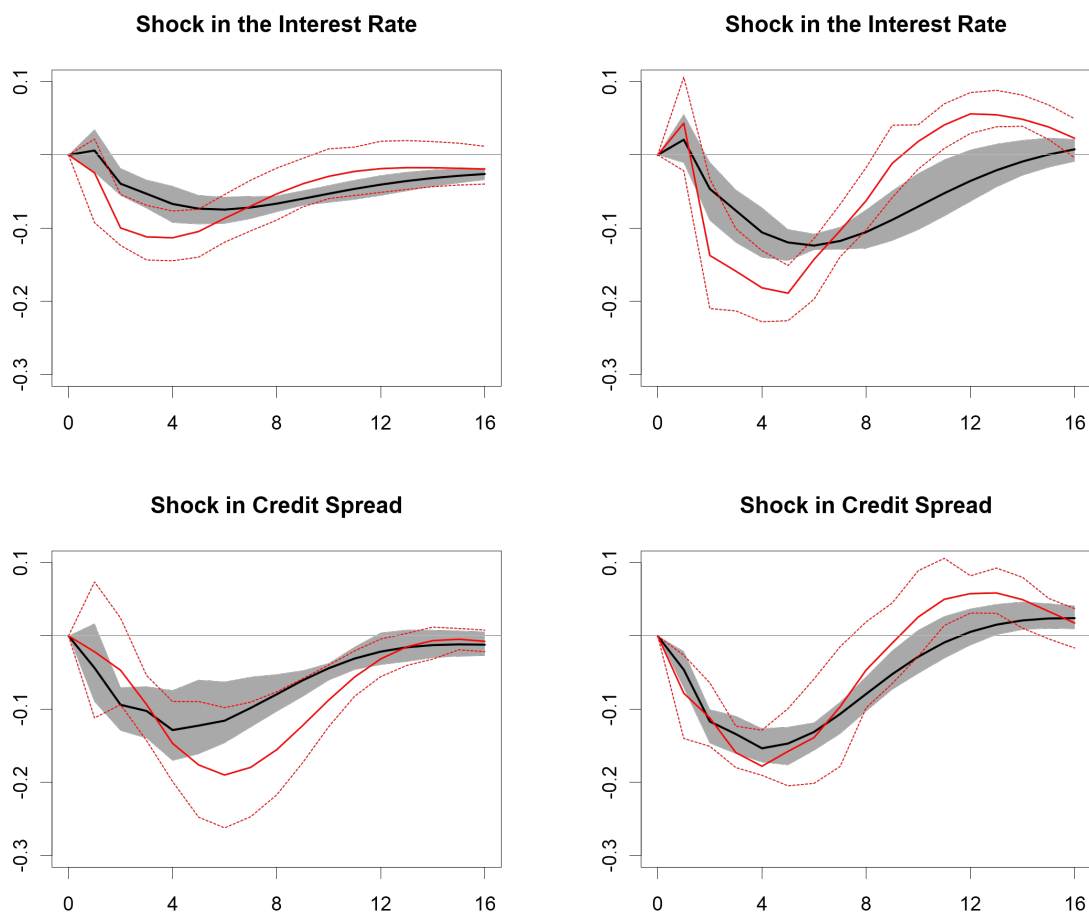 Shock in the Interest Rate
0.1
-0.1
-0.2
-0.3
0 4 8 12 16
Shock in the Interest Rate
0.1
-0.1
-0.2
-0.3
0 4 8 12 16
Shock in Credit Spread
0.1
-0.1
-0.2
-0.3
0 4 8 12 16
Shock in Credit Spread
0.1
-0.1
-0.2
-0.3
0 4 8 12 16